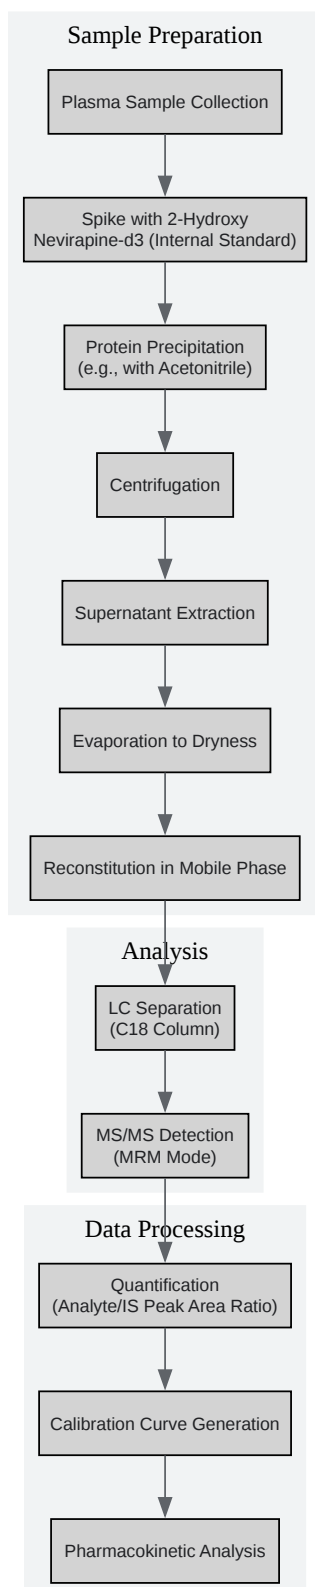 Sample Preparation
Plasma Sample Collection
Spike with 2-Hydroxy
Nevirapine-d3 (Internal Standard)
Protein Precipitation
(e.g., with Acetonitrile)
Centrifugation
Supernatant Extraction
Evaporation to Dryness
Reconstitution in Mobile Phase
Analysis
LC Separation
(C18 Column)
MS/MS Detection
(MRM Mode)
Data Processing
Quantification
(Analyte/IS Peak Area Ratio)
Calibration Curve Generation
Pharmacokinetic Analysis